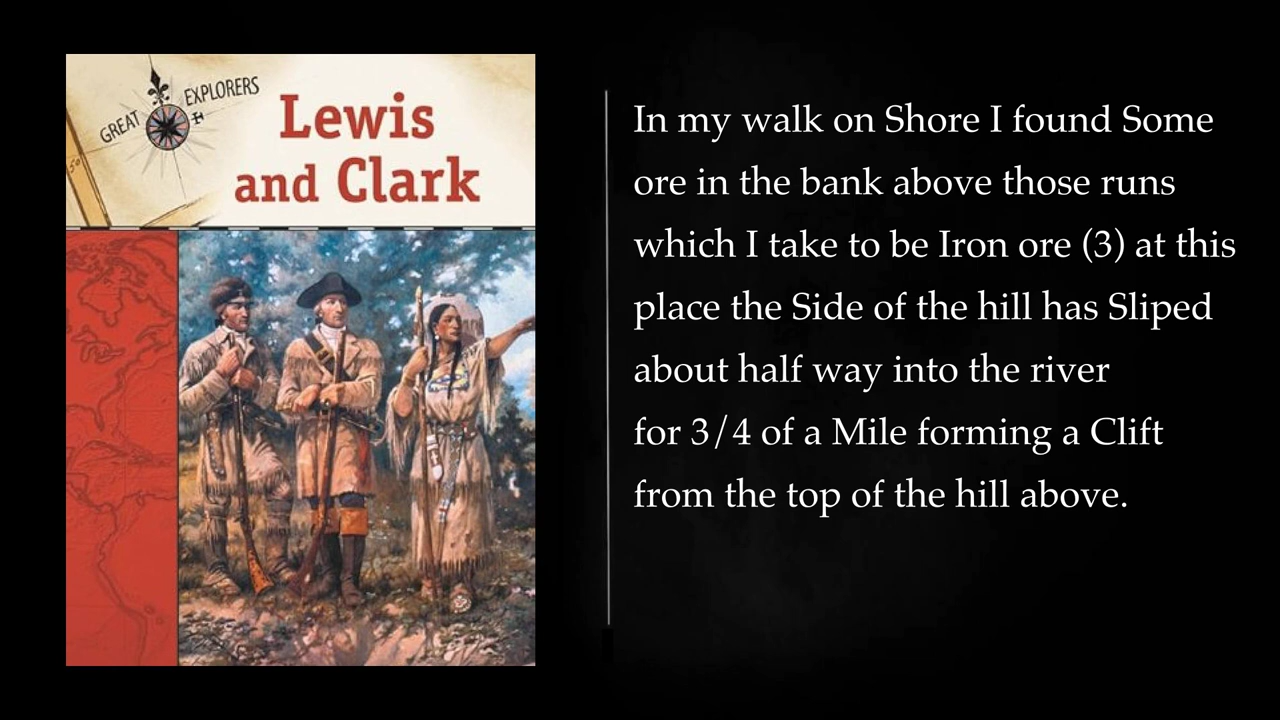 GREAT EXPLORERS
Lewis
and Clark
50
In my walk on Shore I found Some
ore in the bank above those runs
which I take to be Iron ore (3) at this
place the Side of the hill has Sliped
about half way into the river
for 3/4 of a Mile forming a Clift
from the top of the hill above.